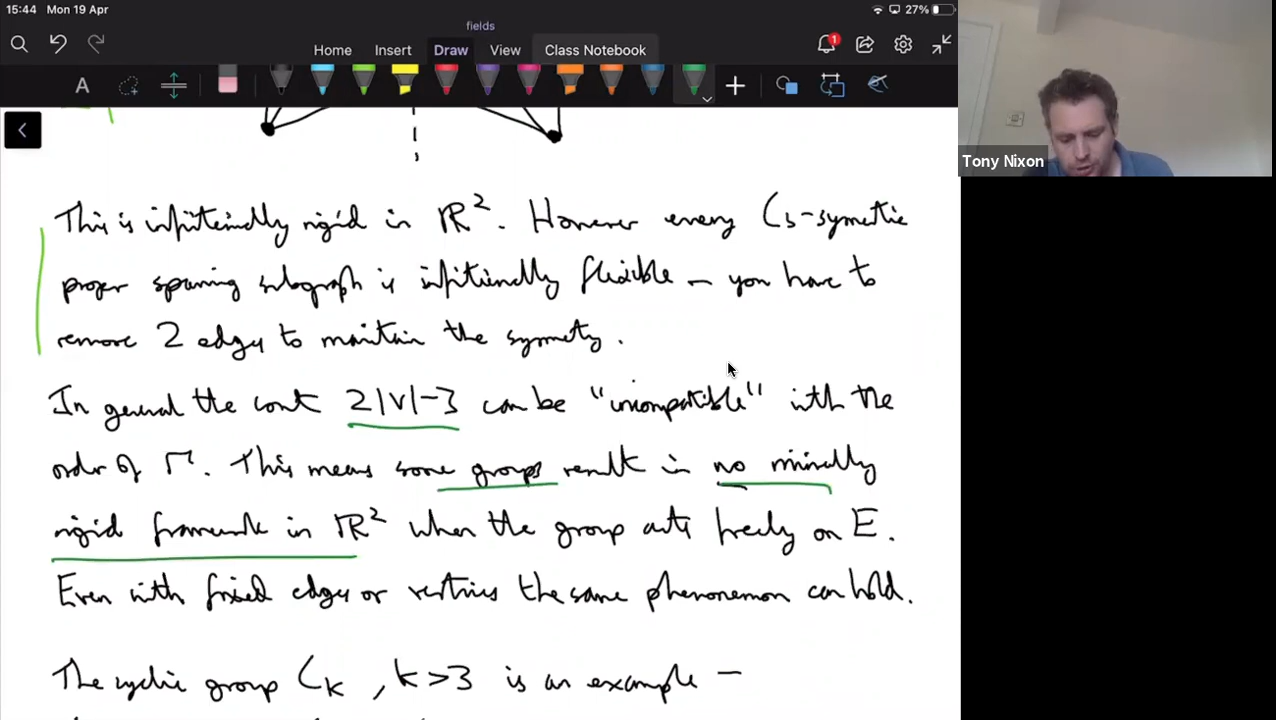 15:44 Mon 19 Apr
27%
fields
Home Insert Draw View Class Notebook
1
A
Tony Nixon
This is infinitesimally rigid in ℝ². However every Cs-symmetric
proper spanning subgraph is infinitesimally flexible – you have to
remove 2 edges to maintain the symmetry.
In general the count 2|V|-3 can be "incompatible" with the
order of Γ. This means some groups result in no minimally
rigid framework in ℝ² when the group acts freely on E.
Even with fixed edges or vertices the same phenomenon can hold.
The cyclic group Ck, k>3 is an example –